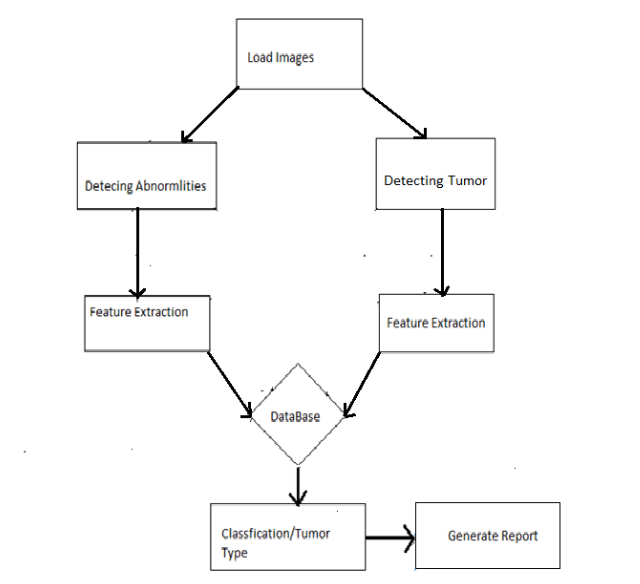 Load Images
Detecing Abnormlities
Detecting Tumor
Feature Extraction
Feature Extraction
DataBase
Classfication/Tumor
Type
Generate Report